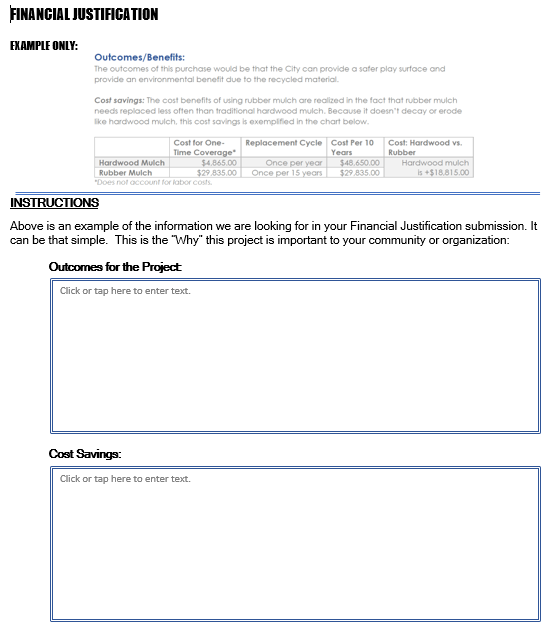 FINANCIAL JUSTIFICATION
EXAMPLE ONLY:
Outcomes/Benefits:
The outcomes of this purchase would be that the City can provide a safer play surface and
provide an environmental benefit due to the recycled material.
Cost savings: The cost benefits of using rubber mulch are realized in the fact that rubber mulch
needs replaced less often than traditional hardwood mulch. Because it doesn't decay or erode
like hardwood mulch, this cost savings is exemplified in the chart below.
Cost for One- Replacement Cycle Cost Per 10 Cost: Hardwood vs.
Time Coverage* Years Rubber
Hardwood Mulch $4,865.00 Once per year $48,650.00 Hardwood mulch
Rubber Mulch $29,835.00 Once per 15 years $29,835.00 is +$18,815.00
*Does not account for labor costs.
INSTRUCTIONS
Above is an example of the information we are looking for in your Financial Justification submission. It
can be that simple. This is the "Why" this project is important to your community or organization:
Outcomes for the Project:
Click or tap here to enter text.
Cost Savings:
Click or tap here to enter text.